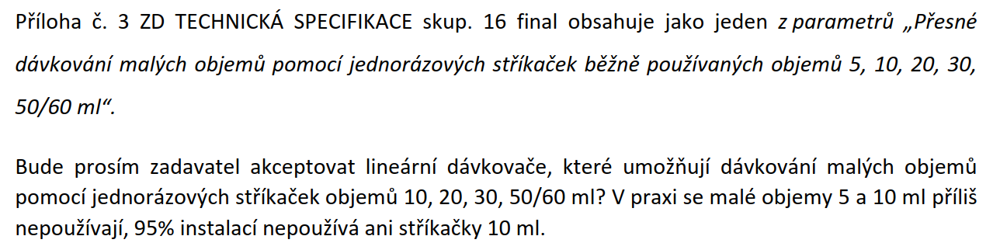 Příloha č. 3 ZD TECHNICKÁ SPECIFIKACE skup. 16 final obsahuje jako jeden z parametrů „Přesné
dávkování malých objemů pomocí jednorázových stříkaček běžně používaných objemů 5, 10, 20, 30,
50/60 ml“.
Bude prosím zadavatel akceptovat lineární dávkovače, které umožňují dávkování malých objemů
pomocí jednorázových stříkaček objemů 10, 20, 30, 50/60 ml? V praxi se malé objemy 5 a 10 ml příliš
nepoužívají, 95% instalací nepoužívá ani stříkačky 10 ml.